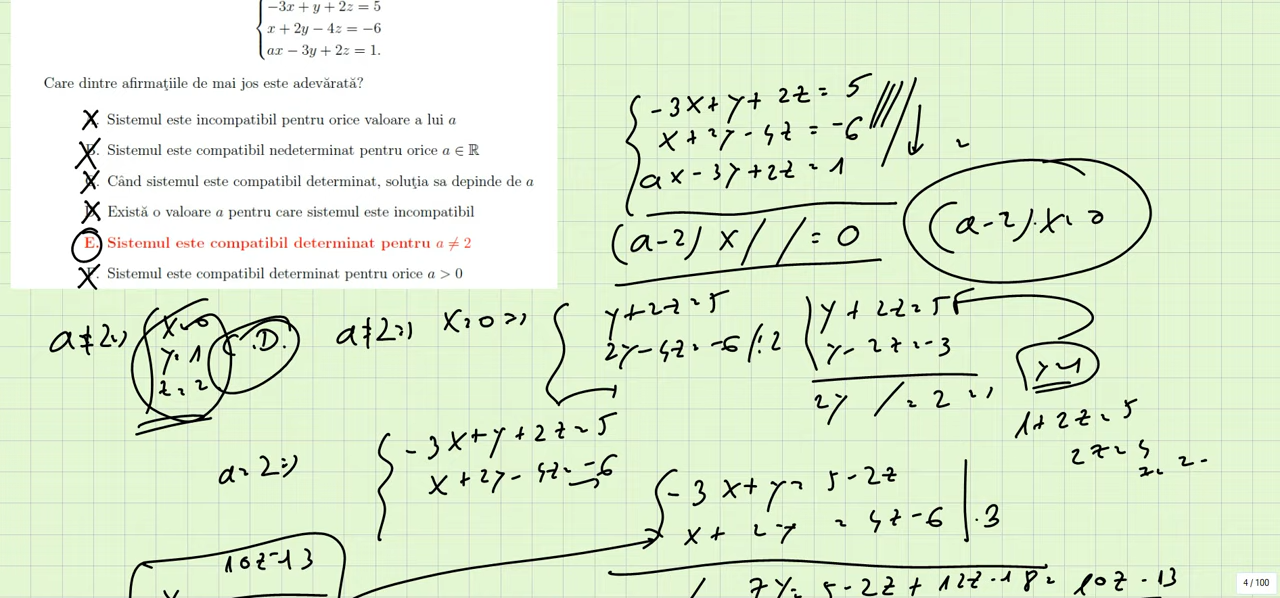 −3x + y + 2z = 5
x + 2y − 4z = −6
ax − 3y + 2z = 1.
Care dintre afirmațiile de mai jos este adevărată?
Sistemul este incompatibil pentru orice valoare a lui a
Sistemul este compatibil nedeterminat pentru orice a ∈ ℝ
Când sistemul este compatibil determinat, soluția sa depinde de a
Există o valoare a pentru care sistemul este incompatibil
E. Sistemul este compatibil determinat pentru a ≠ 2
Sistemul este compatibil determinat pentru orice a > 0
-3x+y+2z=5
x+2y-4z=-6
ax-3y+2z=1
(a-2) x / / = 0
(a-2)·x=0
a≠2=)
x=0
y=1
z=2
C.D.
a≠2=) x=0 =)
y+2z=5
2y-4z=-6 /:2
y+2z=5
y-2z=-3
2y / = 2 =)
y=1
1+2z=5
2z=4
z=2
a=2=)
-3x+y+2z=5
x+2y-4z=-6
-3x+y= 5-2z
x+ 2y = 4z-6 | ·3
/ 7y= 5-2z+12z-18= 10z-13
10z-13
4 / 100